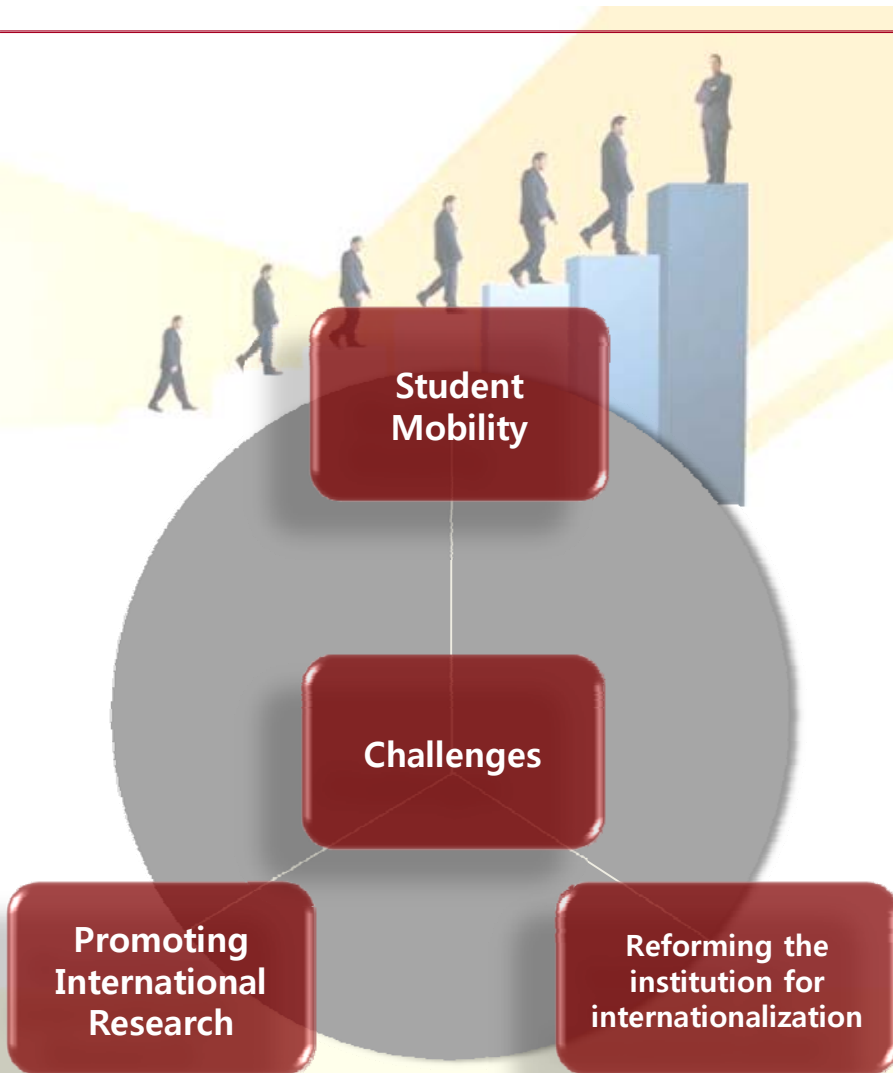 Student
Mobility
Challenges
Promoting
International
Research
Reforming the
institution for
internationalization